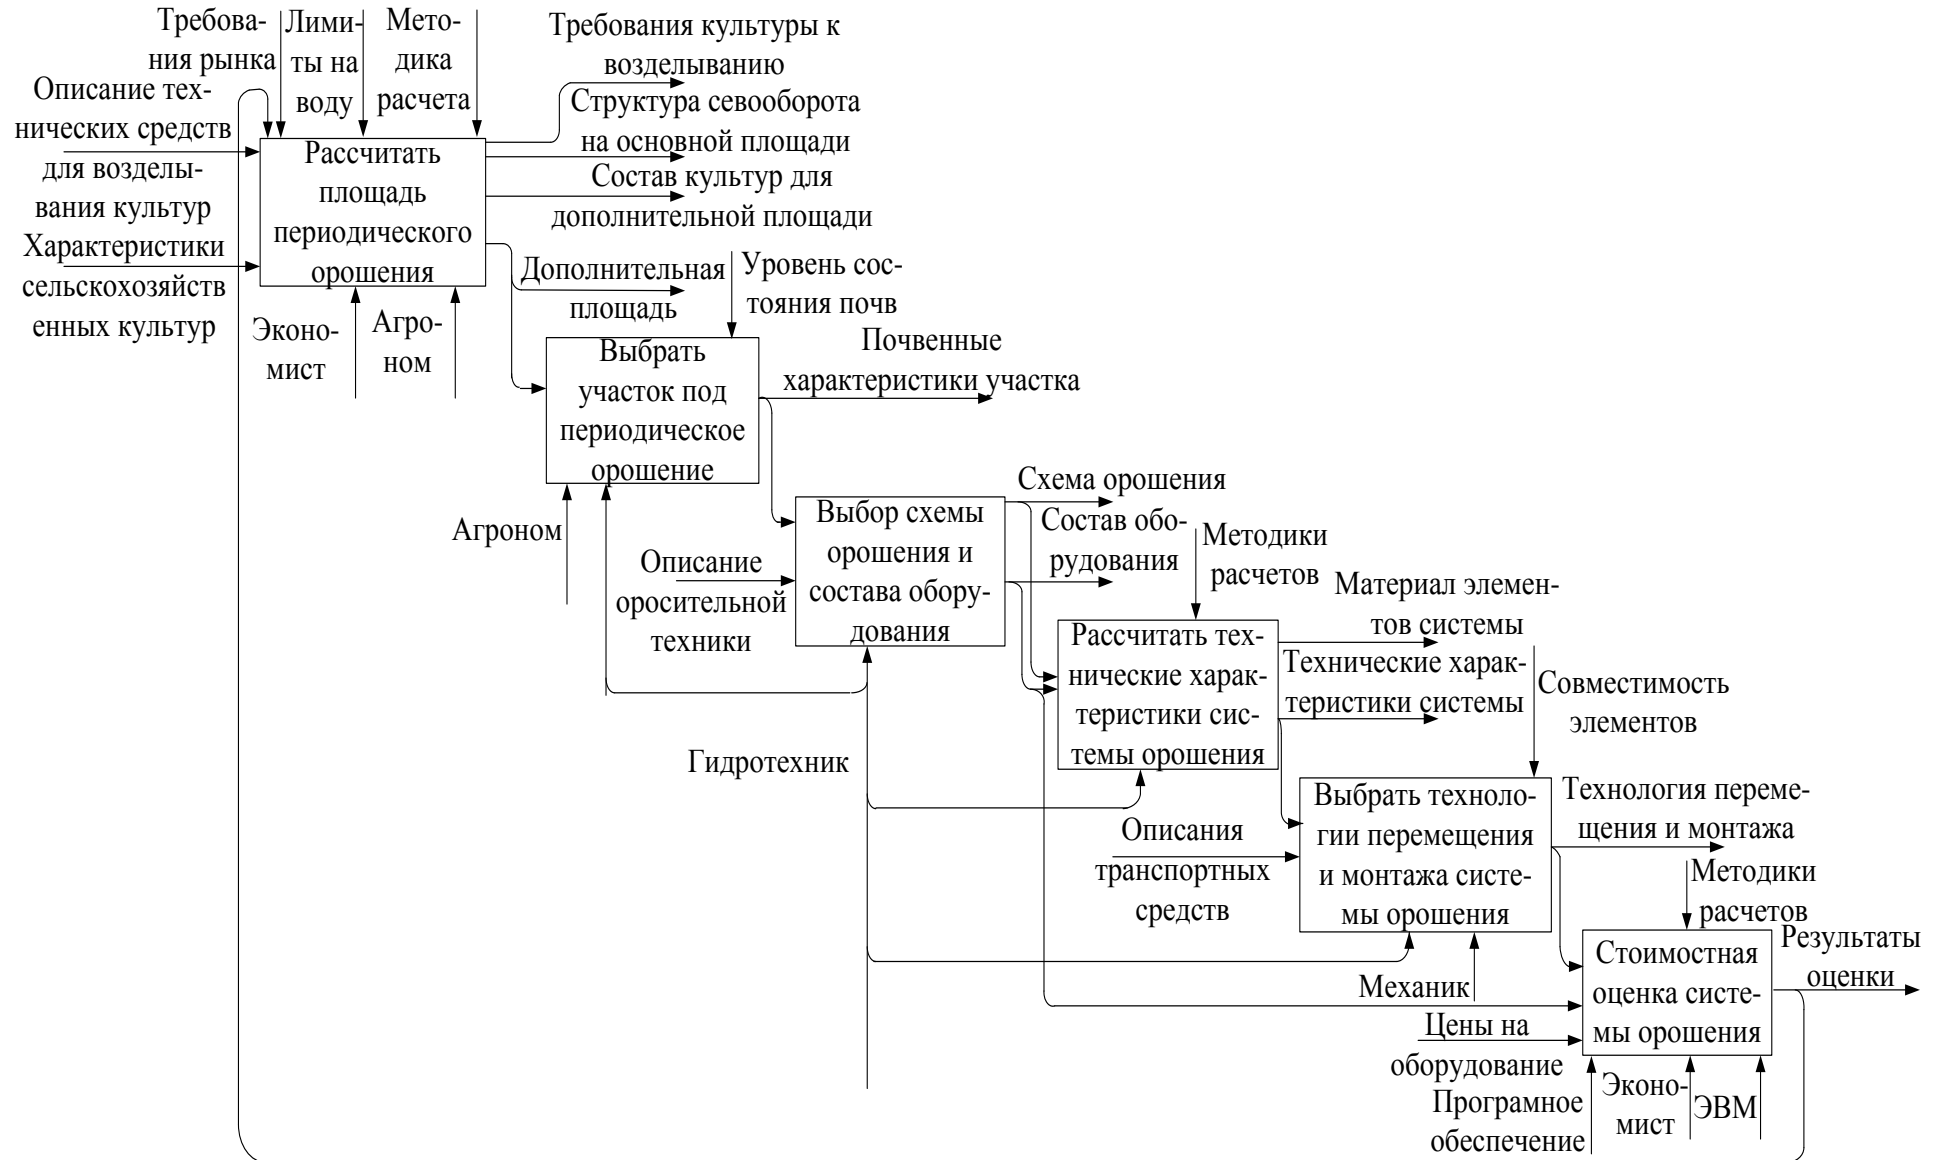 Требова-
ния рынка
Лими-
ты на
воду
Мето-
дика
расчета
Требования культуры к
возделыванию
Описание тех-
нических средств
для возделы-
вания культур
Структура севооборота
на основной площади
Рассчитать
площадь
периодического
орошения
Состав культур для
дополнительной площади
Характеристики
сельскохозяйств
енных культур
Дополнительная
площадь
Уровень сос-
тояния почв
Эконо-
мист
Агро-
ном
Выбрать
участок под
периодическое
орошение
Почвенные
характеристики участка
Агроном
Схема орошения
Состав обо-
рудования
Выбор схемы
орошения и
состава обору-
дования
Описание
оросительной
техники
Методики
расчетов
Материал элемен-
тов системы
Рассчитать тех-
нические харак-
теристики сис-
темы орошения
Технические харак-
теристики системы
Совместимость
элементов
Гидротехник
Выбрать техноло-
гии перемещения
и монтажа систе-
мы орошения
Технология переме-
щения и монтажа
Описания
транспортных
средств
Методики
расчетов
Стоимостная
оценка систе-
мы орошения
Результаты
оценки
Механик
Цены на
оборудование
Програмное
обеспечение
Эконо-
мист
ЭВМ